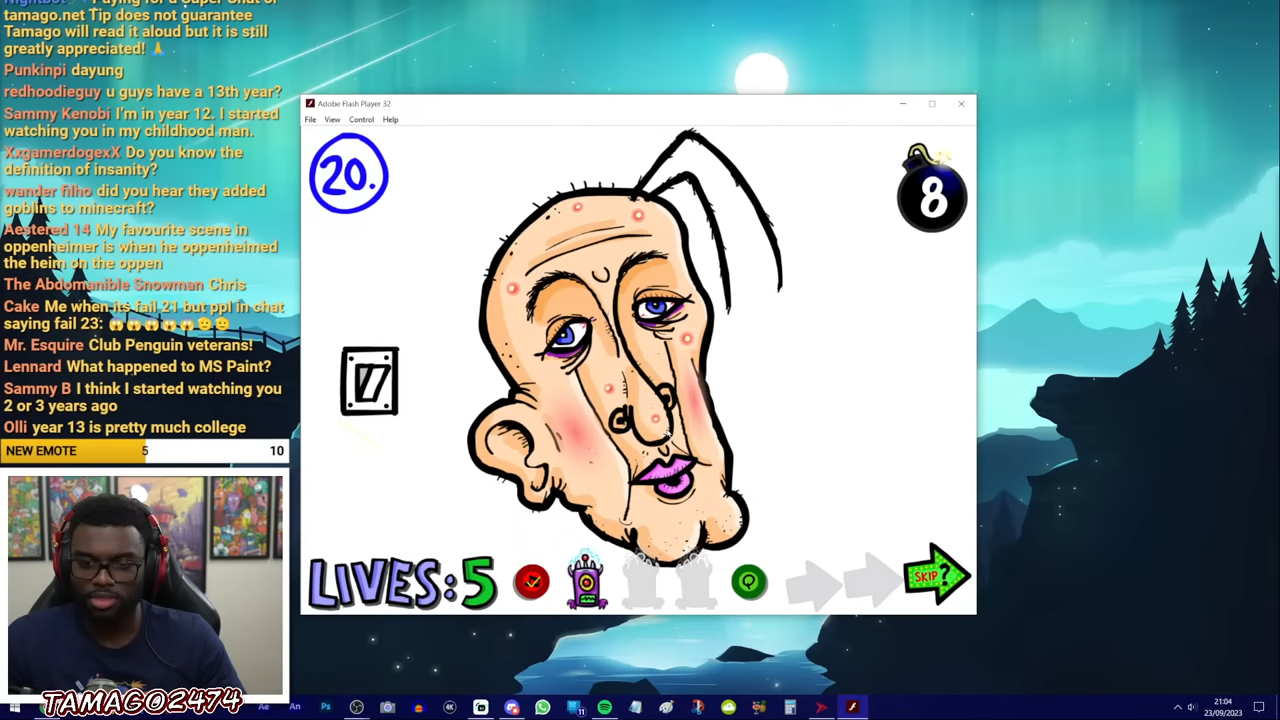 tamago.net Tip does not guarantee
Tamago will read it aloud but it is still
greatly appreciated! 🙏
Punkinpi dayung
redhoodieguy u guys have a 13th year?
Sammy Kenobi I'm in year 12. I started
watching you in my childhood man.
XxgamerdogexX Do you know the
definition of insanity?
wander filho did you hear they added
goblins to minecraft?
Aestered 14 My favourite scene in
oppenheimer is when he oppenheimed
the heim on the oppen
The Abdomanible Snowman Chris
Cake Me when its fail 21 but ppl in chat
saying fail 23:
Mr. Esquire Club Penguin veterans!
Lennard What happened to MS Paint?
Sammy B I think I started watching you
2 or 3 years ago
Olli year 13 is pretty much college
NEW EMOTE 5 10
TAMAGO2474
Adobe Flash Player 32
File View Control Help
20.
8
LIVES:5
SKIP?
Ae An Ps
4K
11
21:04
23/09/2023